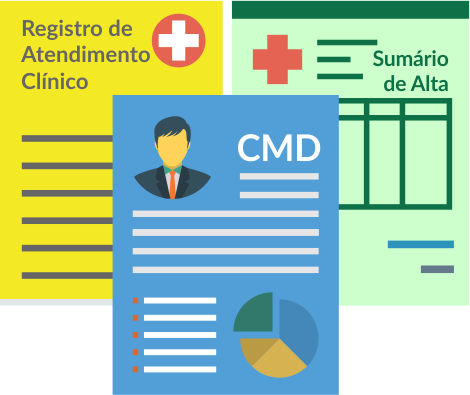 Registro de
Atendimento
Clínico
Sumário
de Alta
CMD